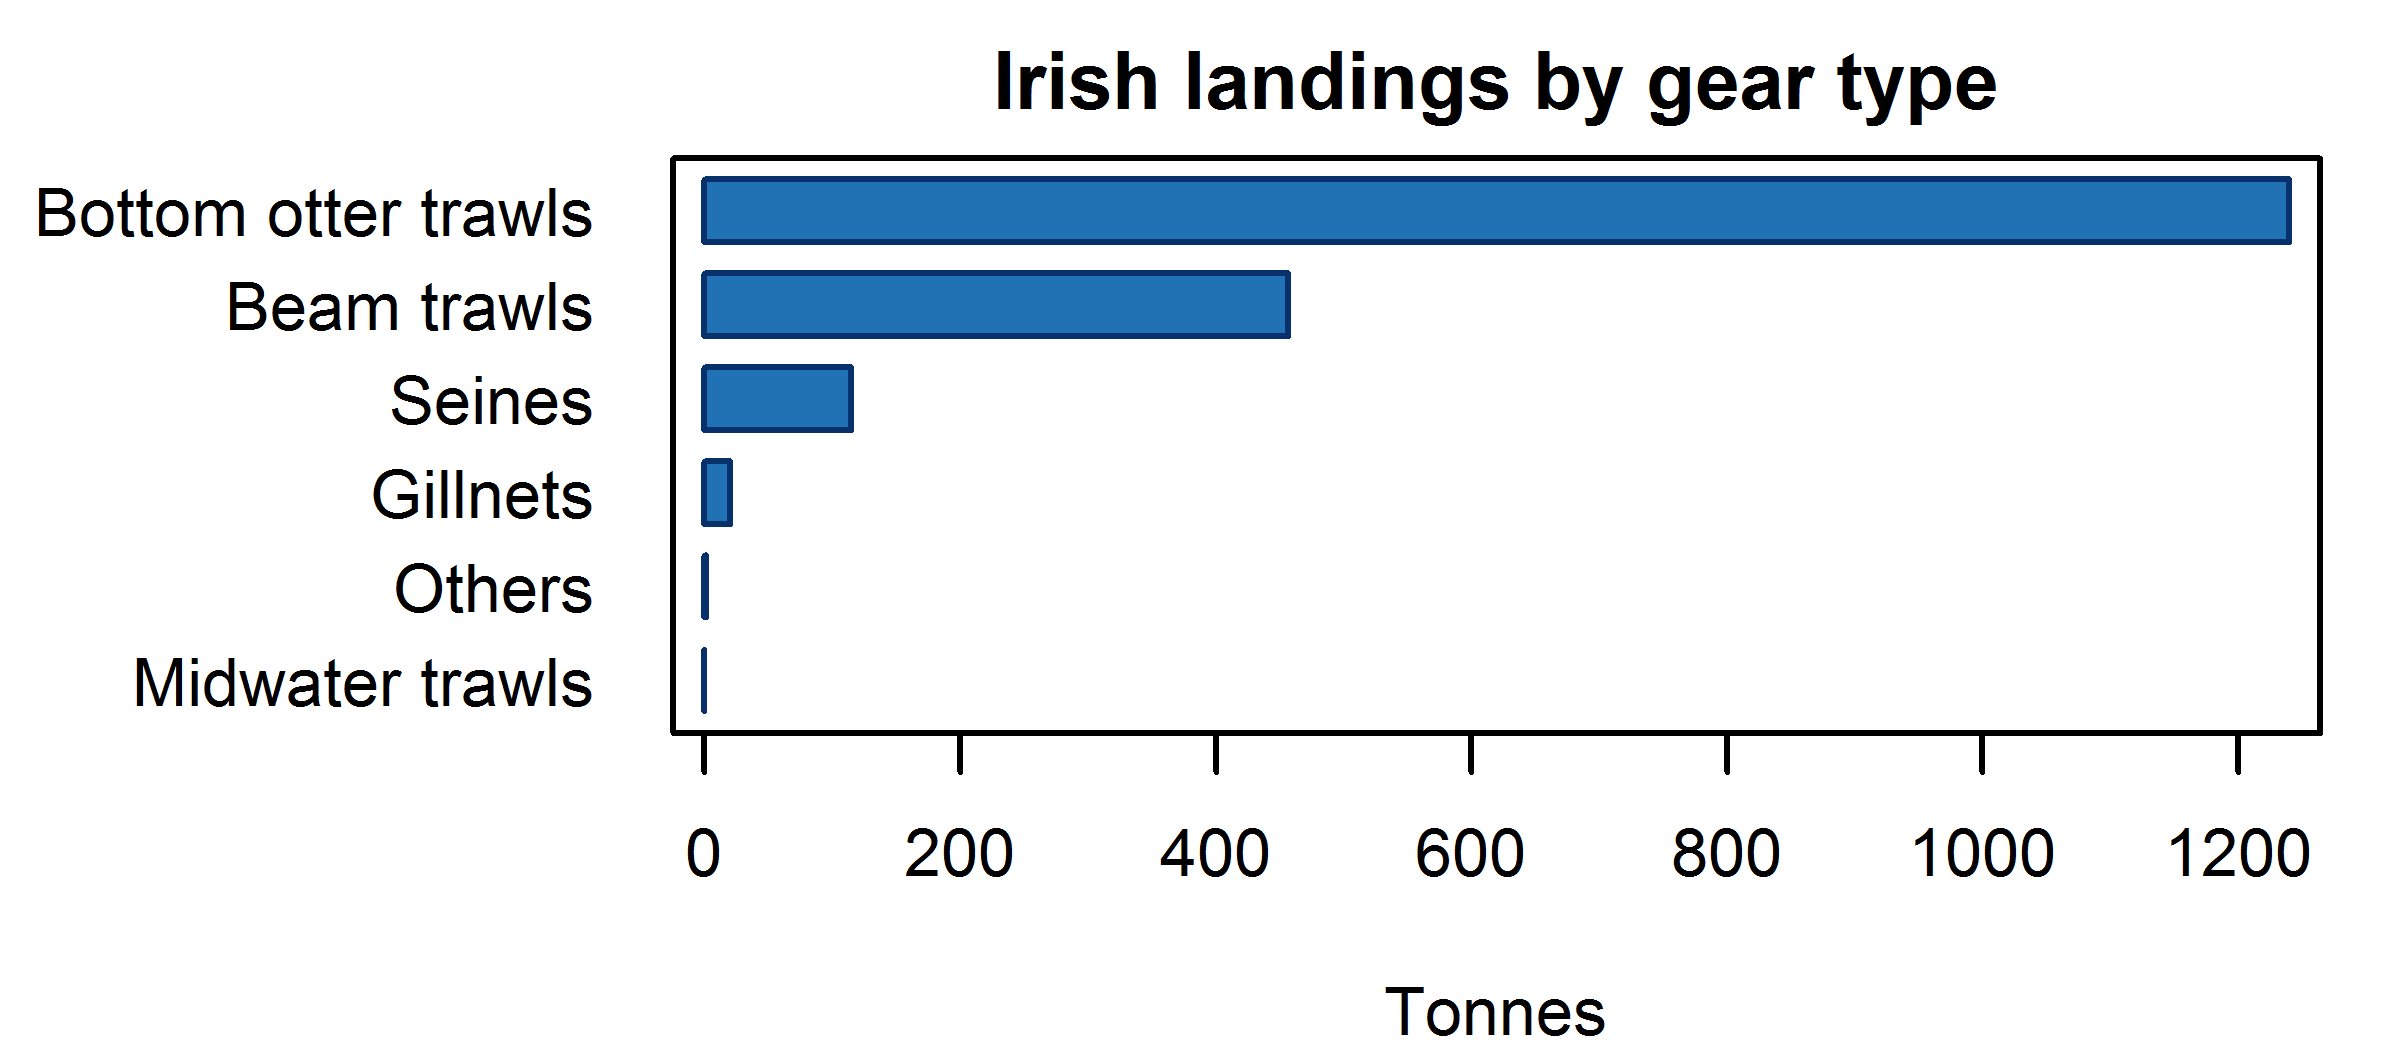 Irish landings by gear type
Bottom otter trawls
Beam trawls
Seines
Gillnets
Others
Midwater trawls
0 200 400 600 800 1000 1200
Tonnes